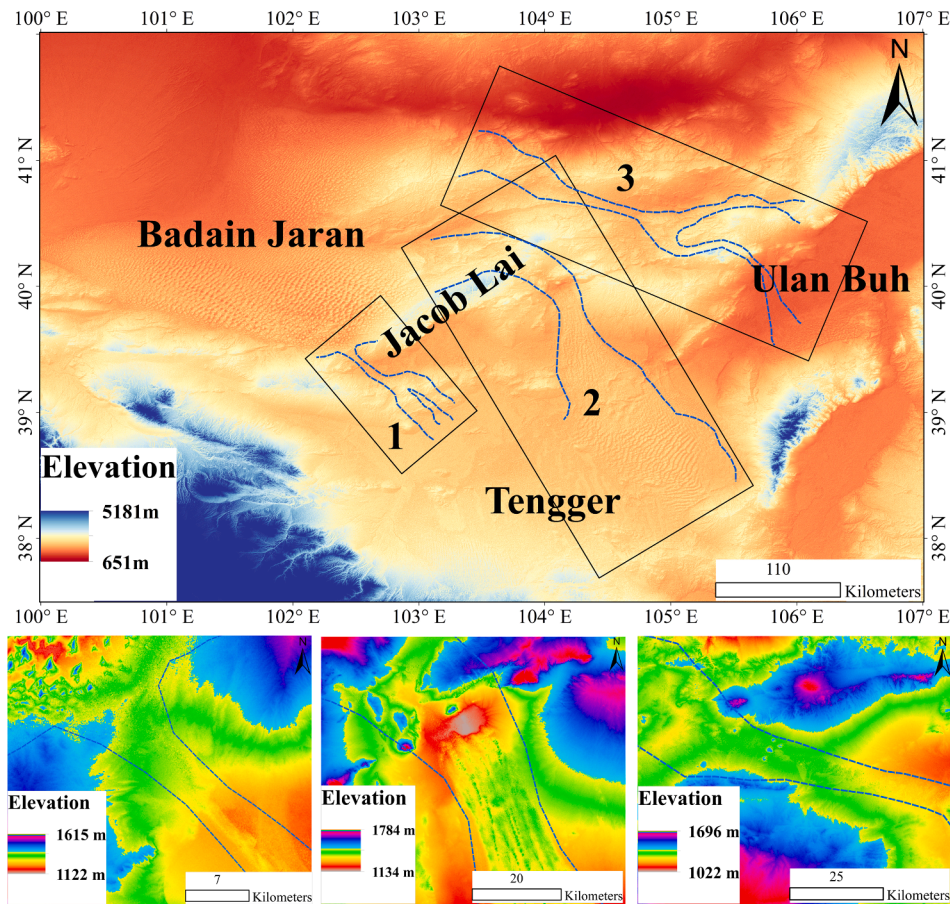 100° E 101° E 102° E 103° E 104° E 105° E 106° E 107° E
N
41° N 41° N
3
Badain Jaran
Jacob Lai
Ulan Buh
40° N 40° N
39° N 39° N
1
2
Elevation
5181m
651m
Tengger
38° N 38° N
110
Kilometers
100° E 101° E 102° E 103° E 104° E 105° E 106° E 107° E
N N N
Elevation
1615 m
1122 m
7
Kilometers
Elevation
1784 m
1134 m
20
Kilometers
Elevation
1696 m
1022 m
25
Kilometers